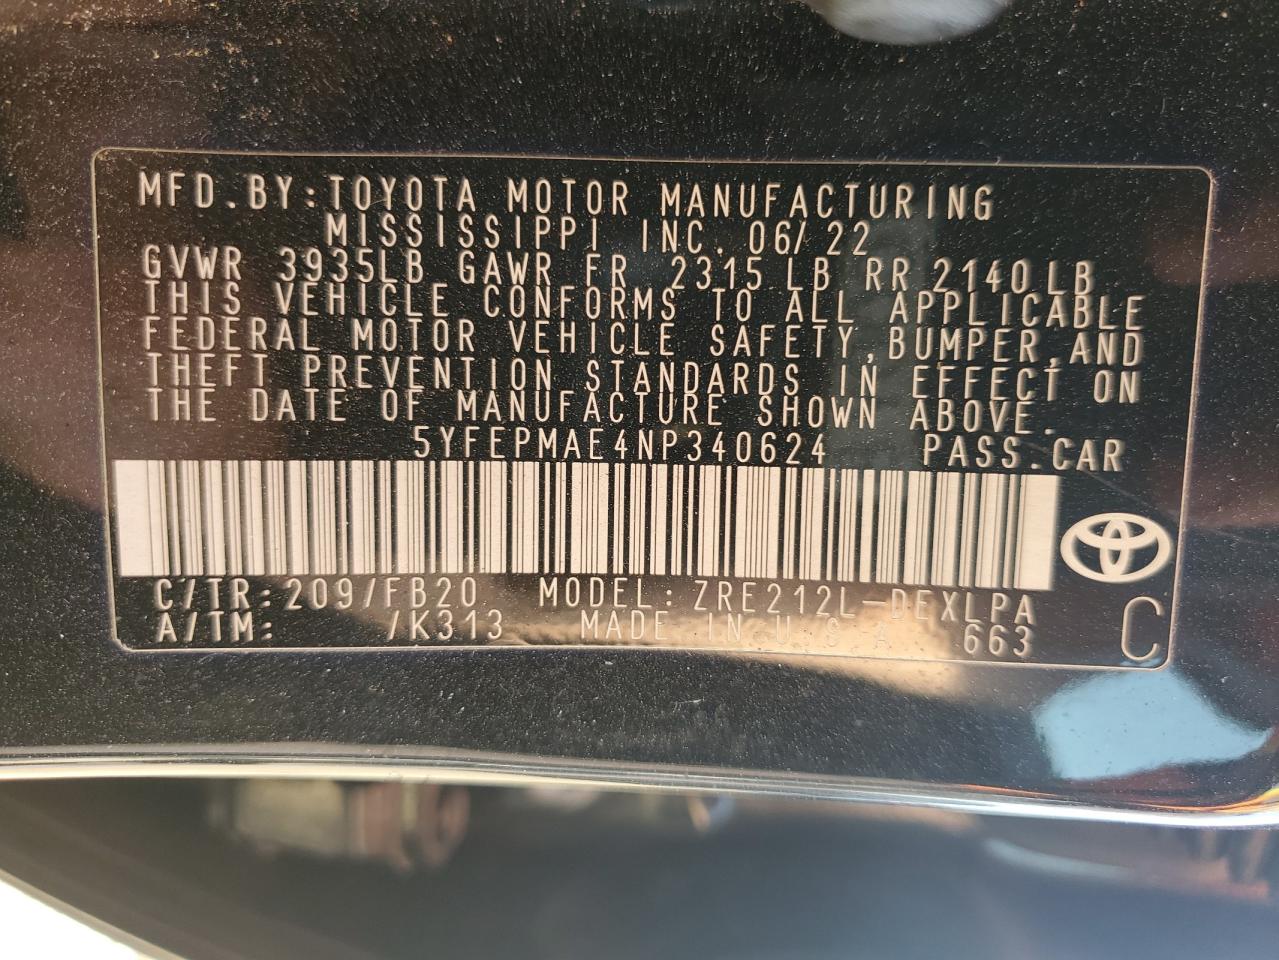 MFD.BY:TOYOTA MOTOR MANUFACTURING
MISSISSIPPI INC. 06/22
GVWR 3935LB GAWR FR 2315LB RR 2140LB
THIS VEHICLE CONFORMS TO ALL APPLICABLE
FEDERAL MOTOR VEHICLE SAFETY,BUMPER,AND
THEFT PREVENTION STANDARDS IN EFFECT ON
THE DATE OF MANUFACTURE SHOWN ABOVE.
5YFEPMAE4NP340624 PASS.CAR
C/TR:209/FB20 MODEL:ZRE212L-DEXLPA
A/TM: /K313 MADE IN U.S.A. 663 C